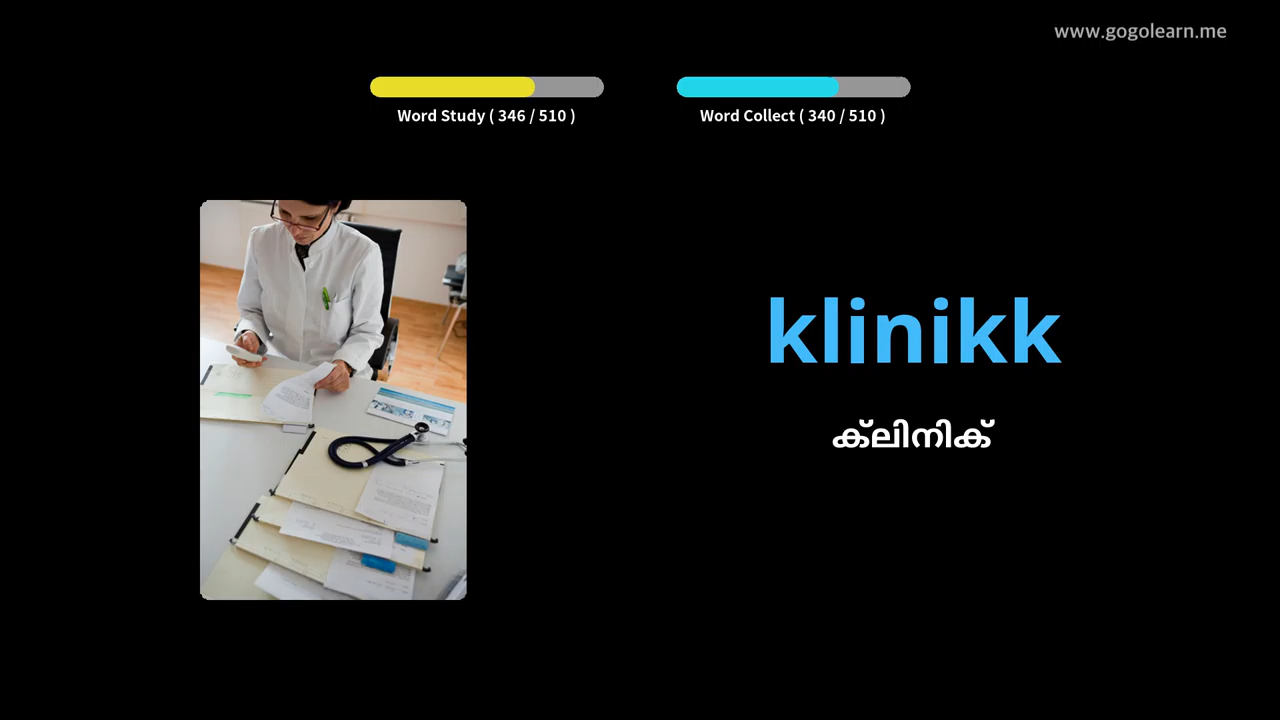 www.gogolearn.me
Word Study ( 346 / 510 )
Word Collect ( 340 / 510 )
klinikk
ക്ലിനിക്